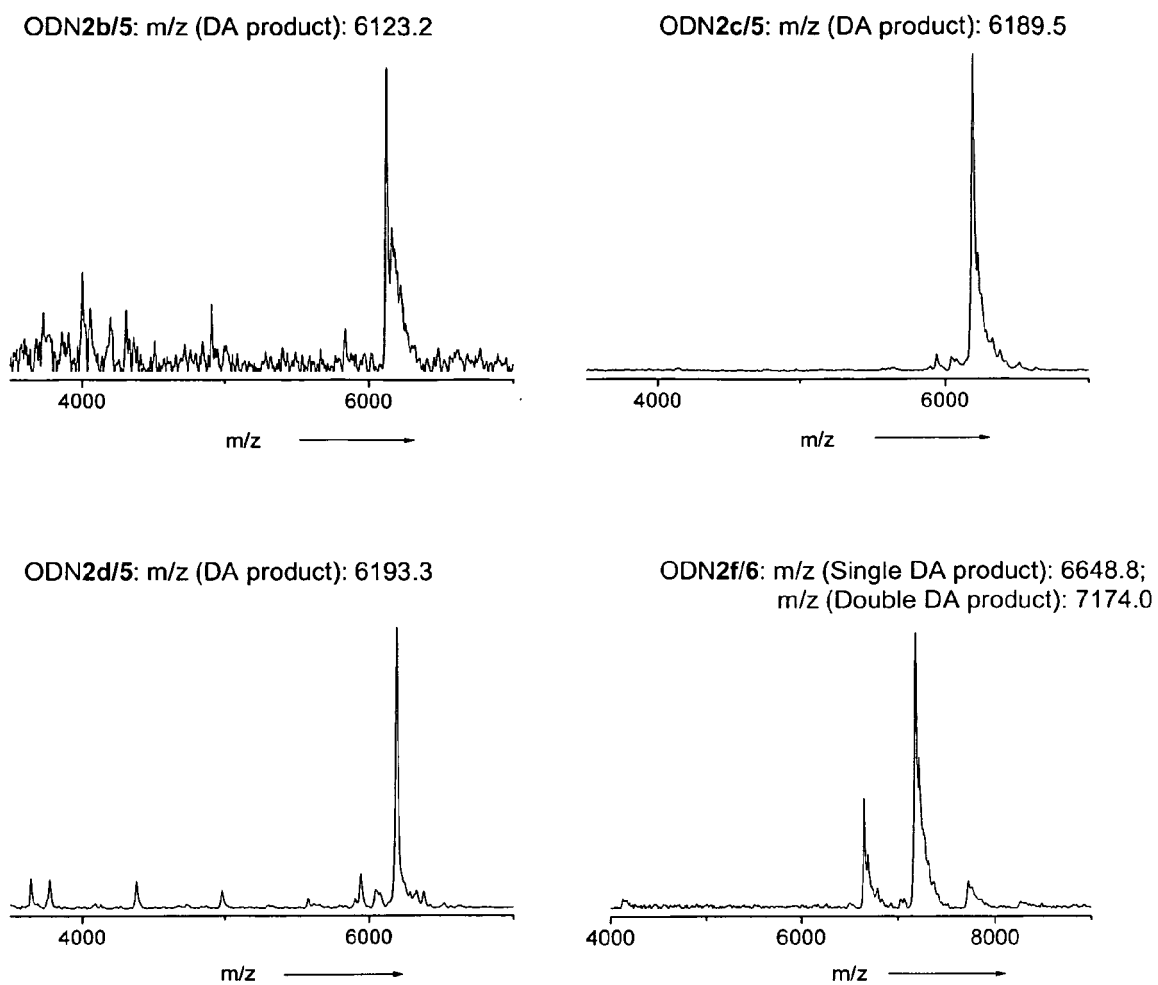 ODN2b/5: m/z (DA product): 6123.2
4000 6000
m/z
ODN2c/5: m/z (DA product): 6189.5
4000 6000
m/z
ODN2d/5: m/z (DA product): 6193.3
4000 6000
m/z
ODN2f/6: m/z (Single DA product): 6648.8;
m/z (Double DA product): 7174.0
4000 6000 8000
m/z